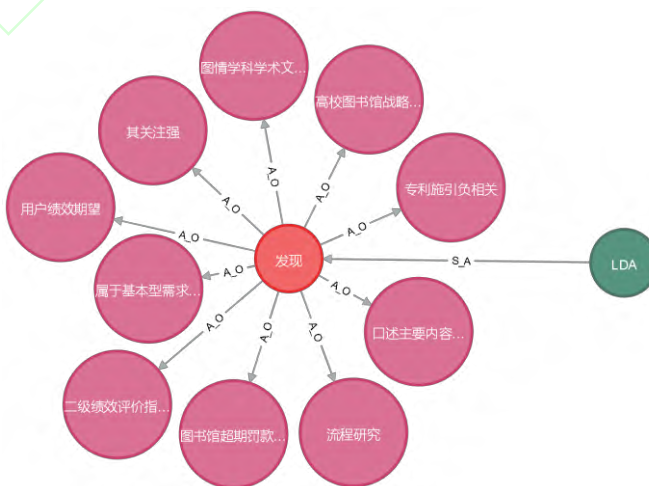 图情学科学术文...
高校图书馆战略...
其关注强
专利施引负相关
用户绩效期望
发现
LDA
属于基本型需求...
口述主要内容...
二级绩效评价指...
图书馆超期罚款...
流程研究
A_O
A_O
A_O
A_O
A_O
A_O
A_O
A_O
A_O
A_O
S_A